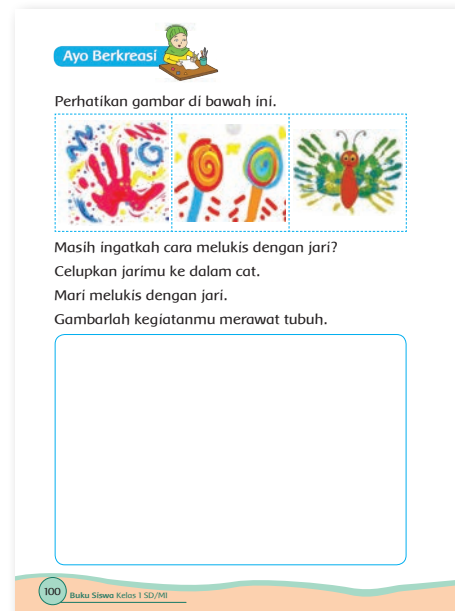 Ayo Berkreasi
Perhatikan gambar di bawah ini.
Masih ingatkah cara melukis dengan jari?
Celupkan jarimu ke dalam cat.
Mari melukis dengan jari.
Gambarlah kegiatanmu merawat tubuh.
100 Buku Siswa Kelas 1 SD/MI